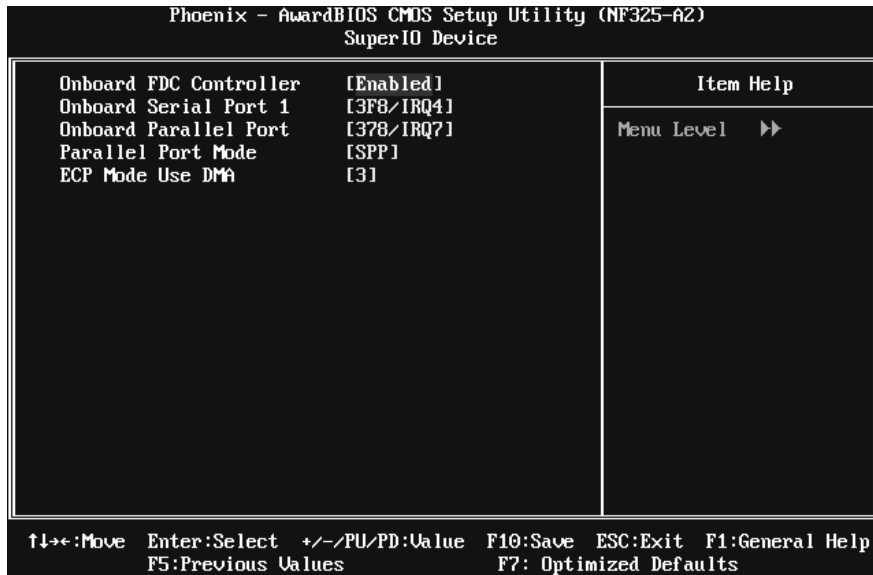 Phoenix - AwardBIOS CMOS Setup Utility (NF325-A2)
SuperIO Device
Onboard FDC Controller [Enabled]
Onboard Serial Port 1 [3F8/IRQ4]
Onboard Parallel Port [378/IRQ7]
Parallel Port Mode [SPP]
ECP Mode Use DMA [3]
Item Help
Menu Level ▶▶
↑↓→←:Move Enter:Select +/-/PU/PD:Value F10:Save ESC:Exit F1:General Help
F5:Previous Values F7: Optimized Defaults